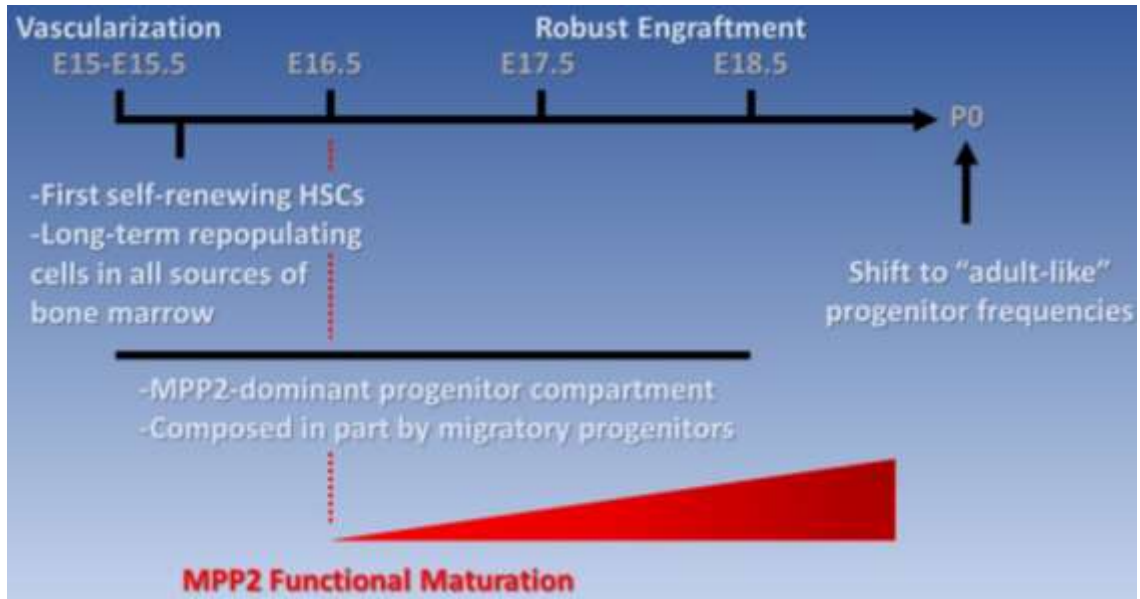 Vascularization
Robust Engraftment
E15-E15.5
E16.5
E17.5
E18.5
P0
-First self-renewing HSCs
-Long-term repopulating
cells in all sources of
bone marrow
Shift to “adult-like”
progenitor frequencies
-MPP2-dominant progenitor compartment
-Composed in part by migratory progenitors
MPP2 Functional Maturation